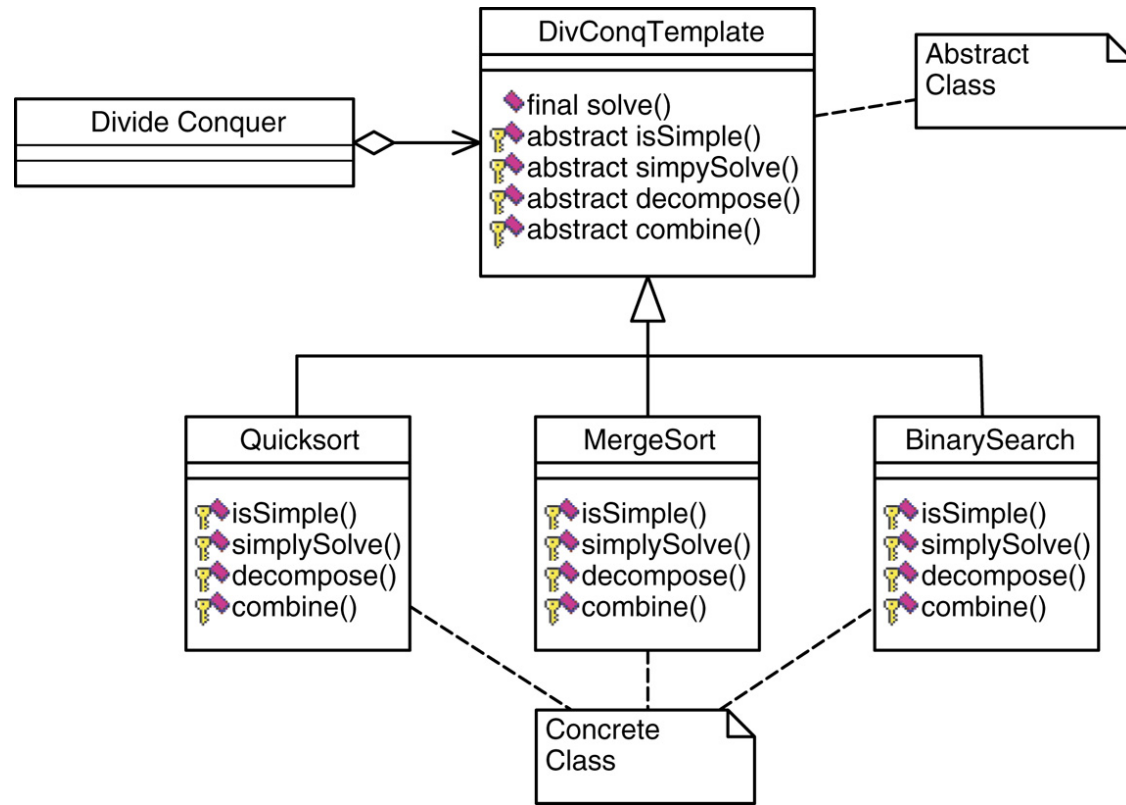 DivConqTemplate
final solve()
abstract isSimple()
abstract simpySolve()
abstract decompose()
abstract combine()
Abstract
Class
Divide Conquer
Quicksort
isSimple()
simplySolve()
decompose()
combine()
MergeSort
isSimple()
simplySolve()
decompose()
combine()
BinarySearch
isSimple()
simplySolve()
decompose()
combine()
Concrete
Class